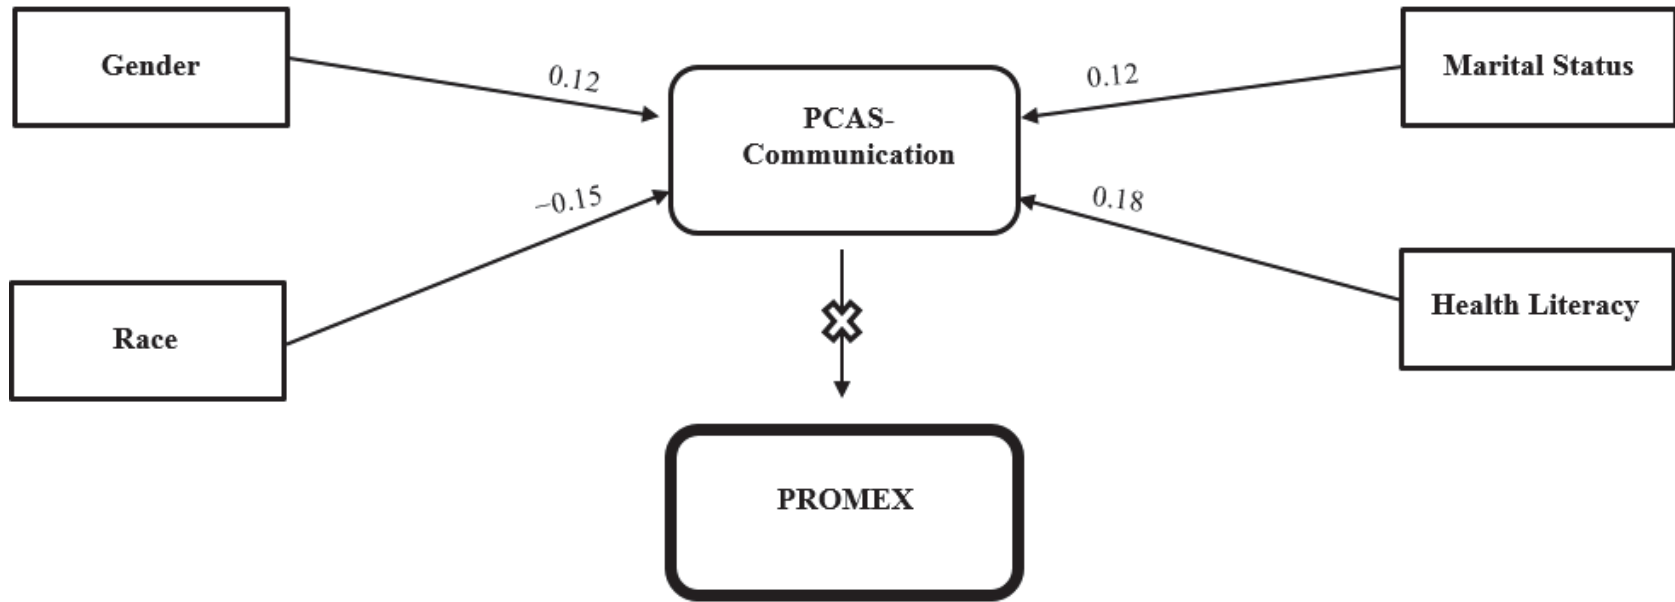 Gender
0.12
0.12
Marital Status
PCAS-
Communication
−0.15
0.18
Race
Health Literacy
PROMEX